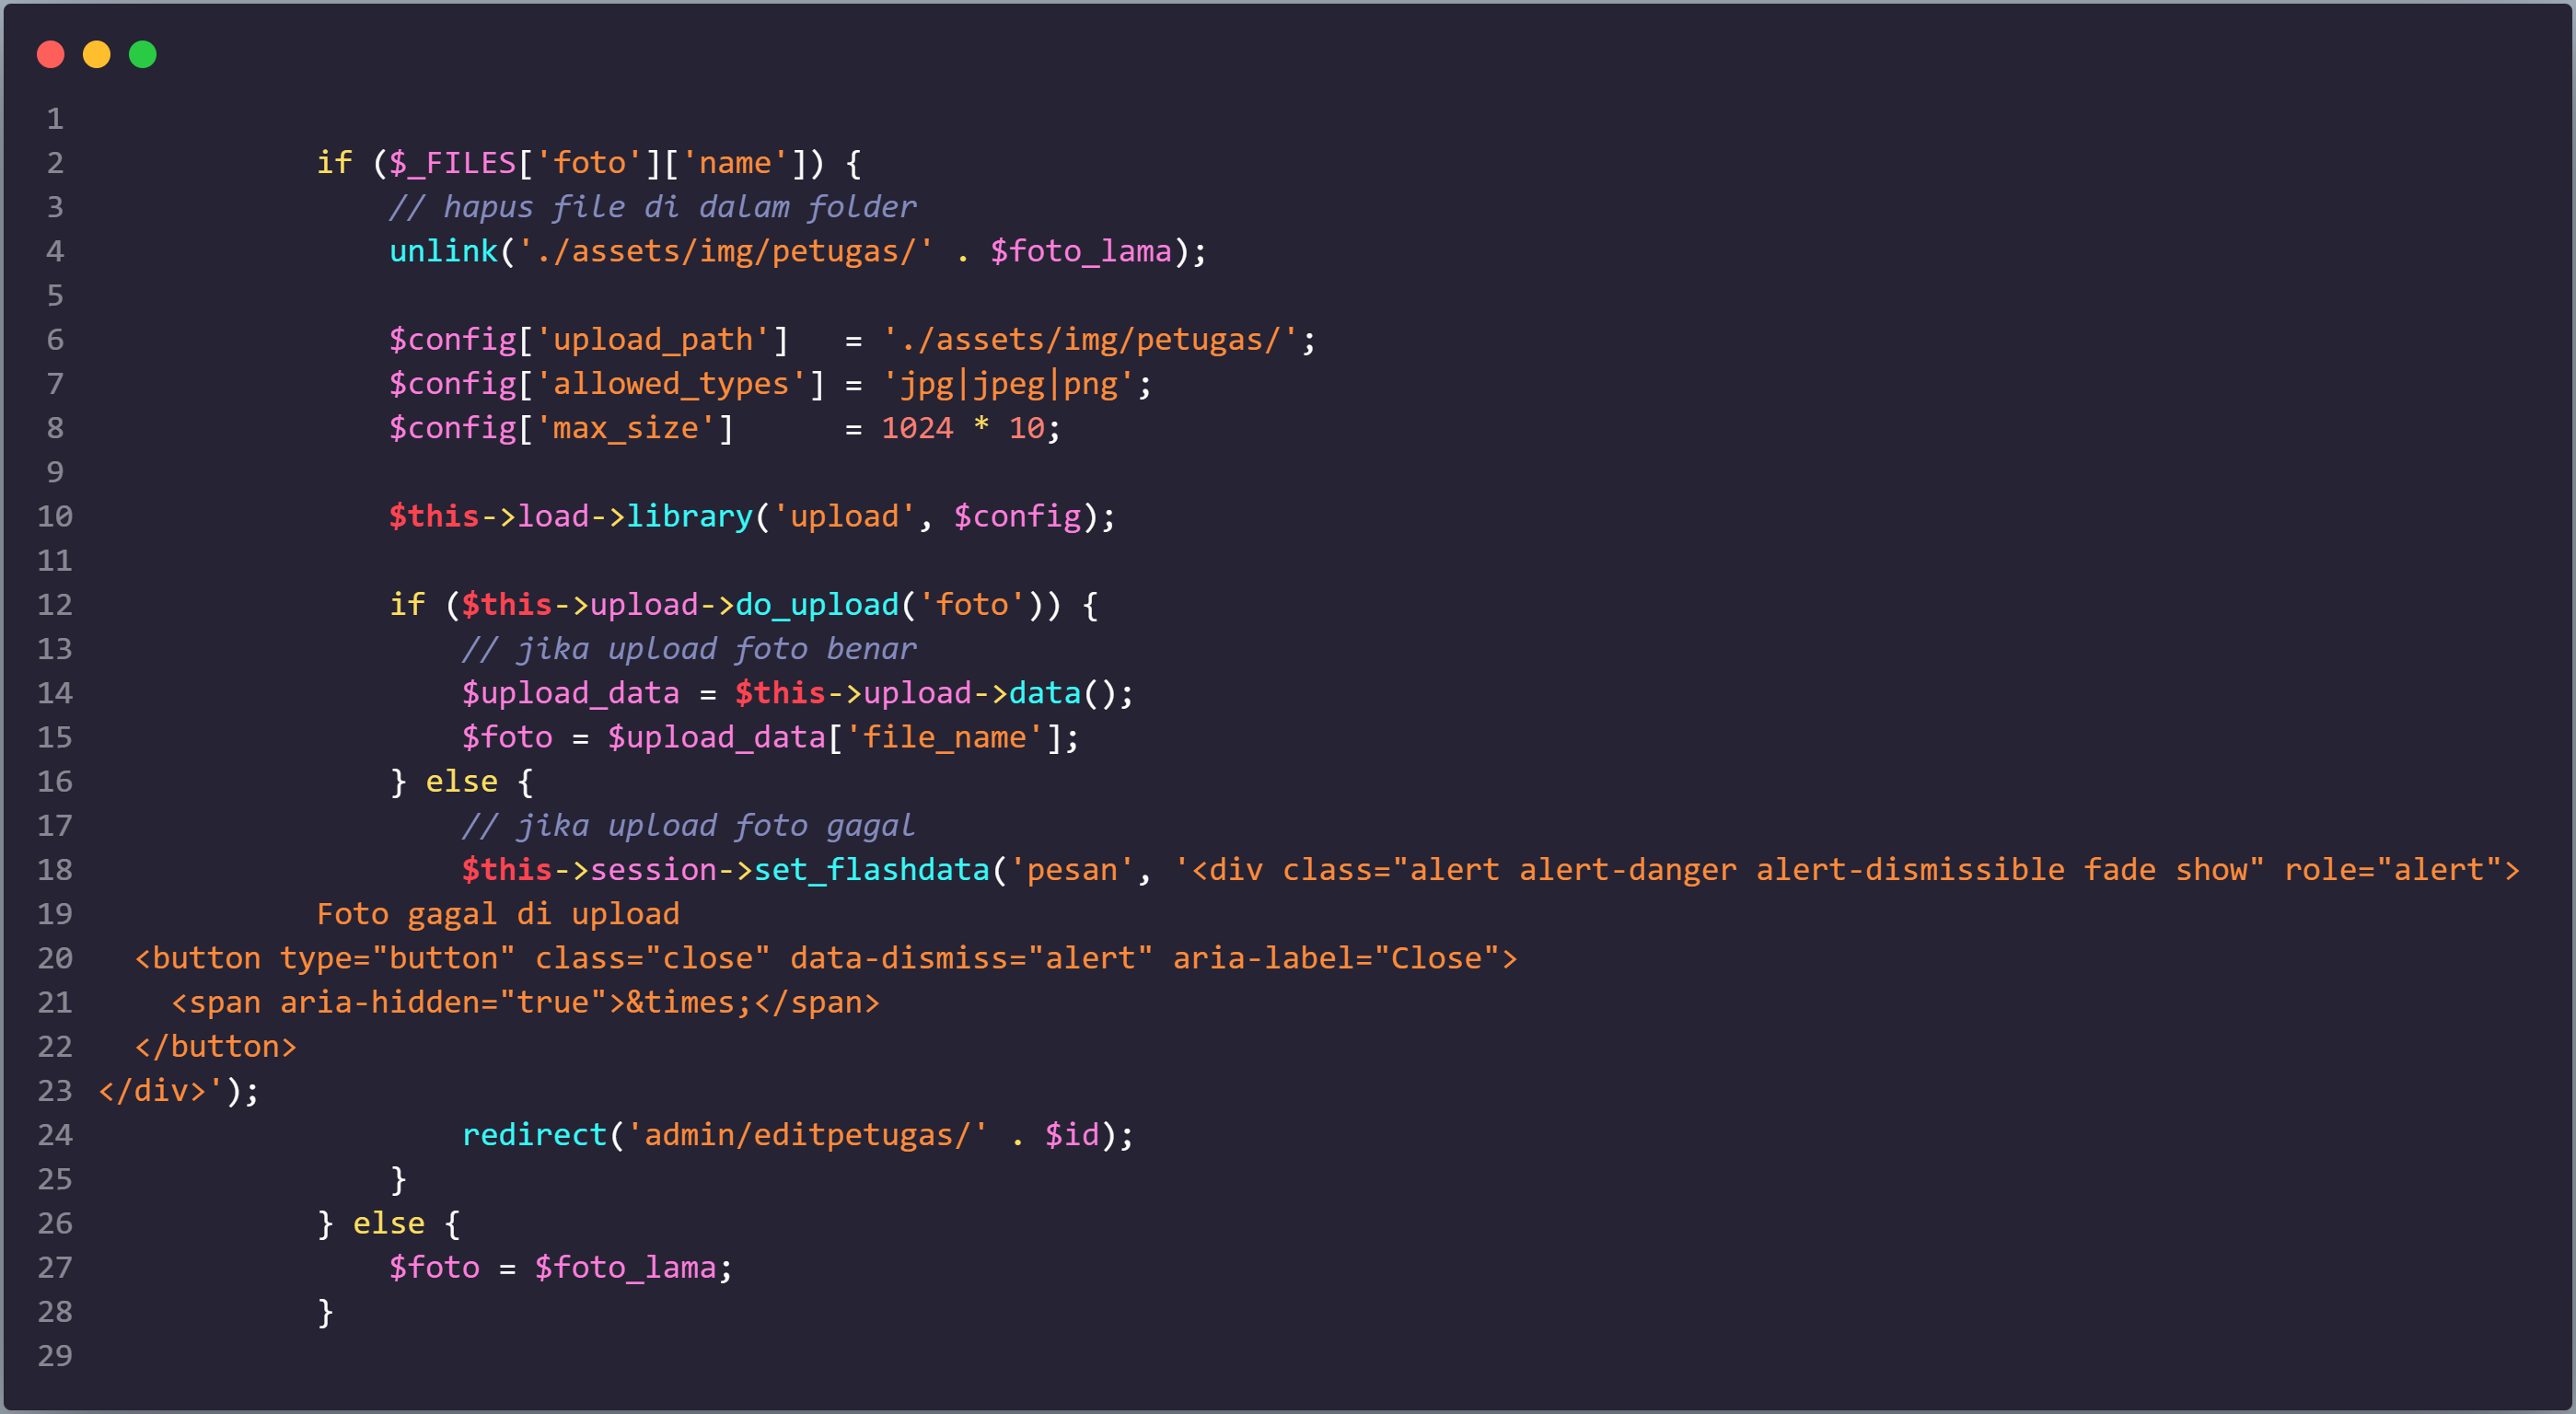 1
2 if ($_FILES['foto']['name']) {
3 // hapus file di dalam folder
4 unlink('./assets/img/petugas/' . $foto_lama);
5
6 $config['upload_path']   = './assets/img/petugas/';
7 $config['allowed_types'] = 'jpg|jpeg|png';
8 $config['max_size']      = 1024 * 10;
9
10 $this->load->library('upload', $config);
11
12 if ($this->upload->do_upload('foto')) {
13 // jika upload foto benar
14 $upload_data = $this->upload->data();
15 $foto = $upload_data['file_name'];
16 } else {
17 // jika upload foto gagal
18 $this->session->set_flashdata('pesan', '<div class="alert alert-danger alert-dismissible fade show" role="alert">
19 Foto gagal di upload
20 <button type="button" class="close" data-dismiss="alert" aria-label="Close">
21 <span aria-hidden="true">&times;</span>
22 </button>
23 </div>');
24 redirect('admin/editpetugas/' . $id);
25 }
26 } else {
27 $foto = $foto_lama;
28 }
29